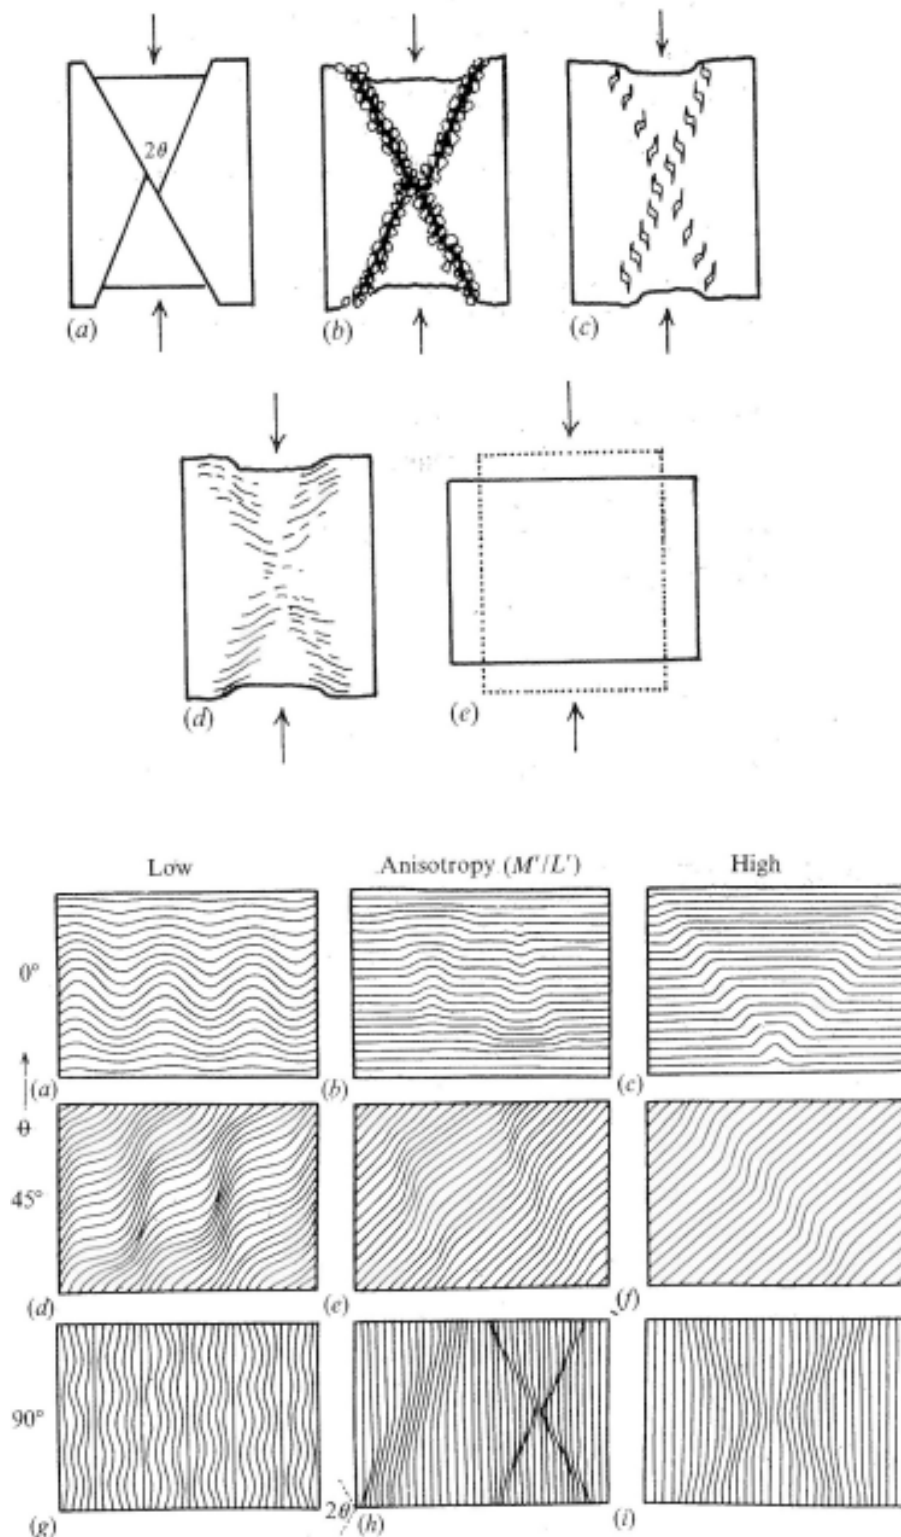 2θ
(a)
(b)
(c)
(d)
(e)
Low
Anisotropy (M'/L')
High
0°
(a)
(b)
(c)
θ
45°
(d)
(e)
(f)
90°
2θ
(g)
(h)
(i)